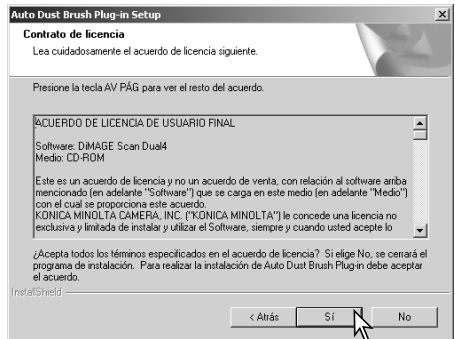 Auto Dust Brush Plug-in Setup
Contrato de licencia
Lea cuidadosamente el acuerdo de licencia siguiente.
Presione la tecla AV PÁG para ver el resto del acuerdo.
ACUERDO DE LICENCIA DE USUARIO FINAL
Software: DiMAGE Scan Dual4
Medio: CD-ROM
Este es un acuerdo de licencia y no un acuerdo de venta, con relación al software arriba
mencionado (en adelante "Software") que se carga en este medio (en adelante "Medio")
con el cual se proporciona este acuerdo.
KONICA MINOLTA CAMERA, INC. ("KONICA MINOLTA") le concede una licencia no
exclusiva y limitada de instalar y utilizar el Software, siempre y cuando usted acepte lo
¿Acepta todos los términos especificados en el acuerdo de licencia? Si elige No, se cerrará el
programa de instalación. Para realizar la instalación de Auto Dust Brush Plug-in debe aceptar
el acuerdo.
InstallShield
< Atrás Sí No